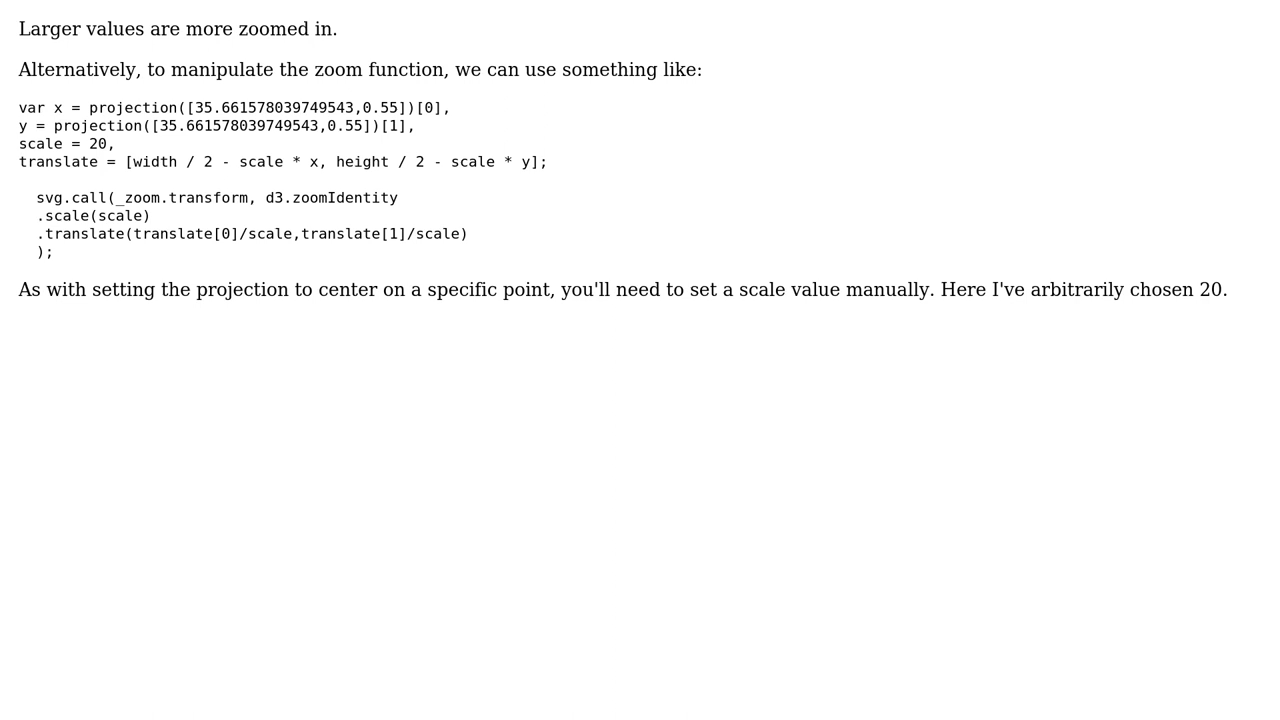 Larger values are more zoomed in.
Alternatively, to manipulate the zoom function, we can use something like:
var x = projection([35.661578039749543,0.55])[0],
y = projection([35.661578039749543,0.55])[1],
scale = 20,
translate = [width / 2 - scale * x, height / 2 - scale * y];
svg.call(_zoom.transform, d3.zoomIdentity
.scale(scale)
.translate(translate[0]/scale,translate[1]/scale)
);
As with setting the projection to center on a specific point, you'll need to set a scale value manually. Here I've arbitrarily chosen 20.